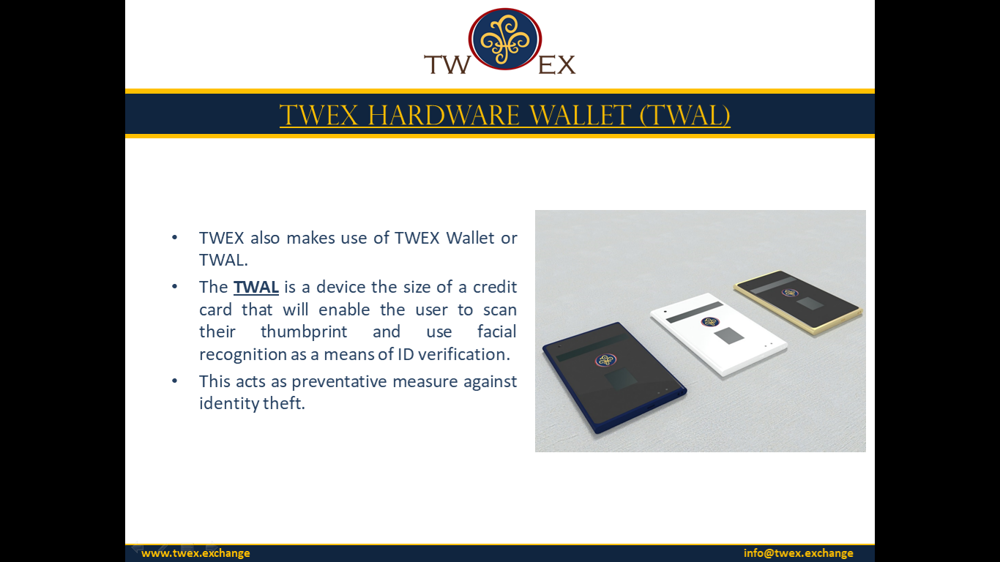 TW EX
TWEX HARDWARE WALLET (TWAL)
• TWEX also makes use of TWEX Wallet or
TWAL.
• The TWAL is a device the size of a credit
card that will enable the user to scan
their thumbprint and use facial
recognition as a means of ID verification.
• This acts as preventative measure against
identity theft.
www.twex.exchange
info@twex.exchange